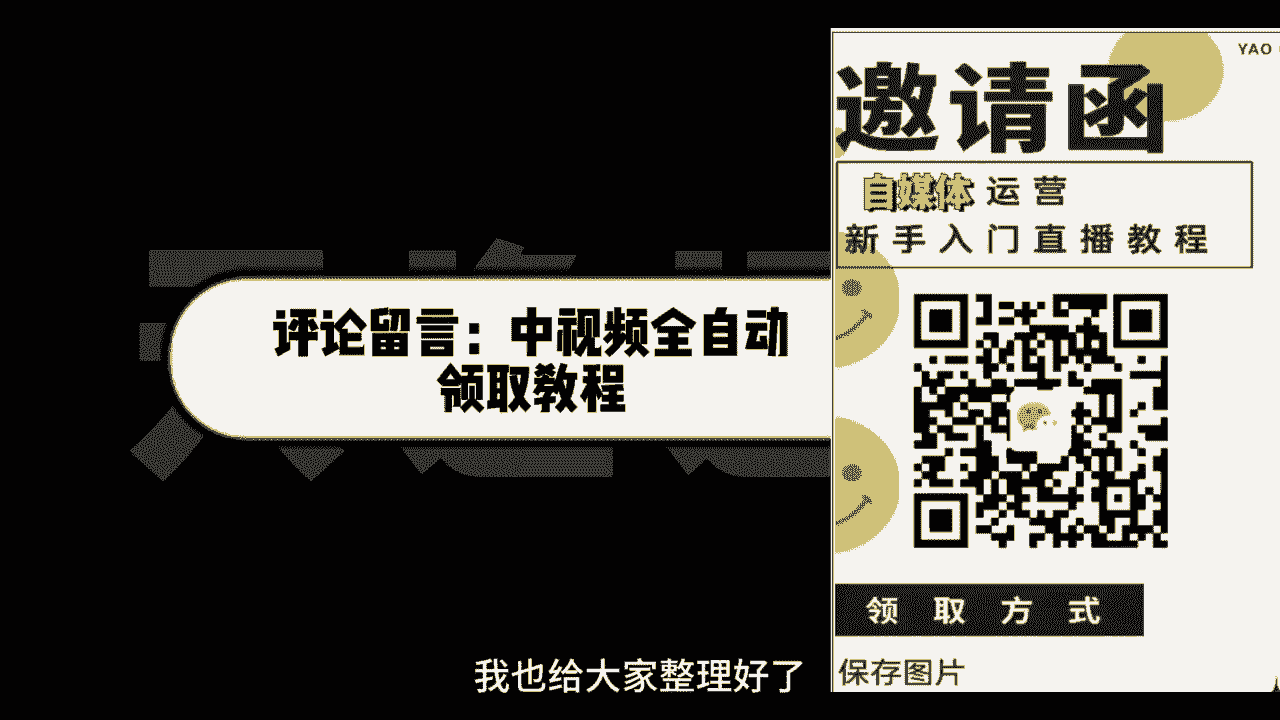 评论留言：中视频全自动
领取教程
我也给大家整理好了
YAO
邀请函
自媒体运营
新手入门直播教程
领取方式
保存图片